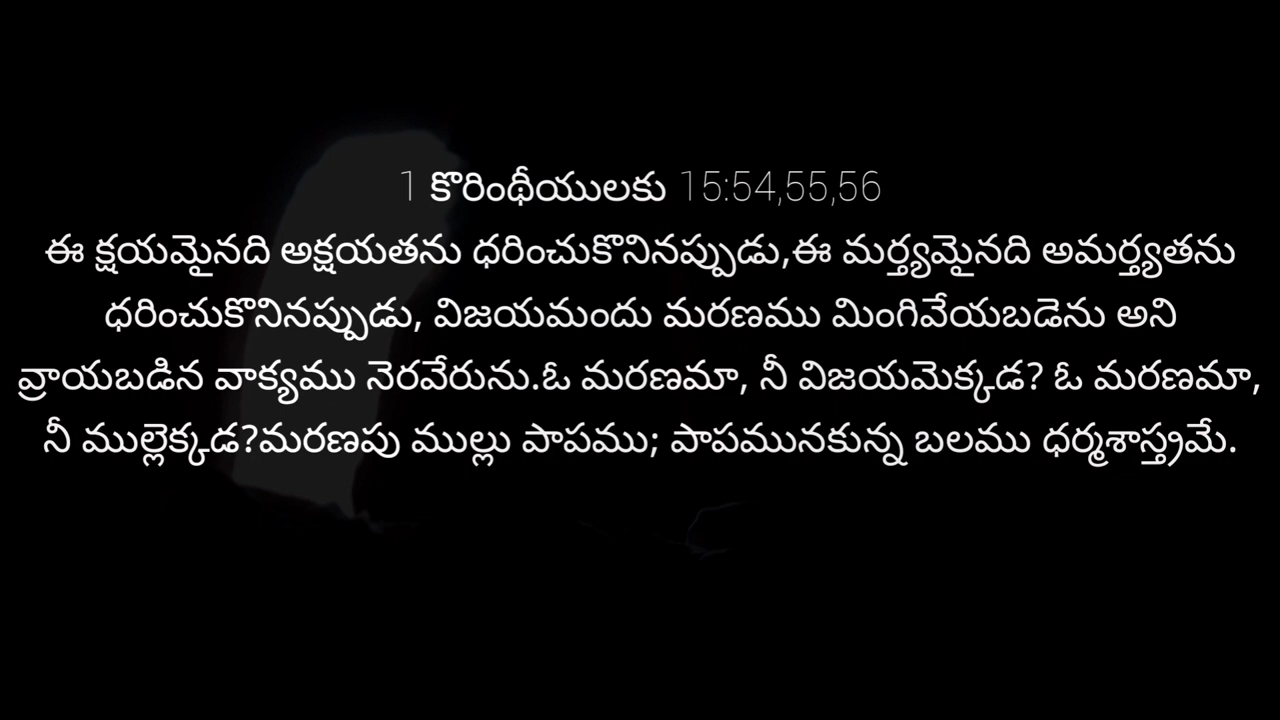 1 కొరింథీయులకు 15:54,55,56
ఈ క్షయమైనది అక్షయతను ధరించుకొనినప్పుడు,ఈ మర్త్యమైనది అమర్త్యతను
ధరించుకొనినప్పుడు, విజయమందు మరణము మింగివేయబడెను అని
వ్రాయబడిన వాక్యము నెరవేరును.ఓ మరణమా, నీ విజయమెక్కడ? ఓ మరణమా,
నీ ముల్లెక్కడ?మరణపు ముల్లు పాపము; పాపమునకున్న బలము ధర్మశాస్త్రమే.